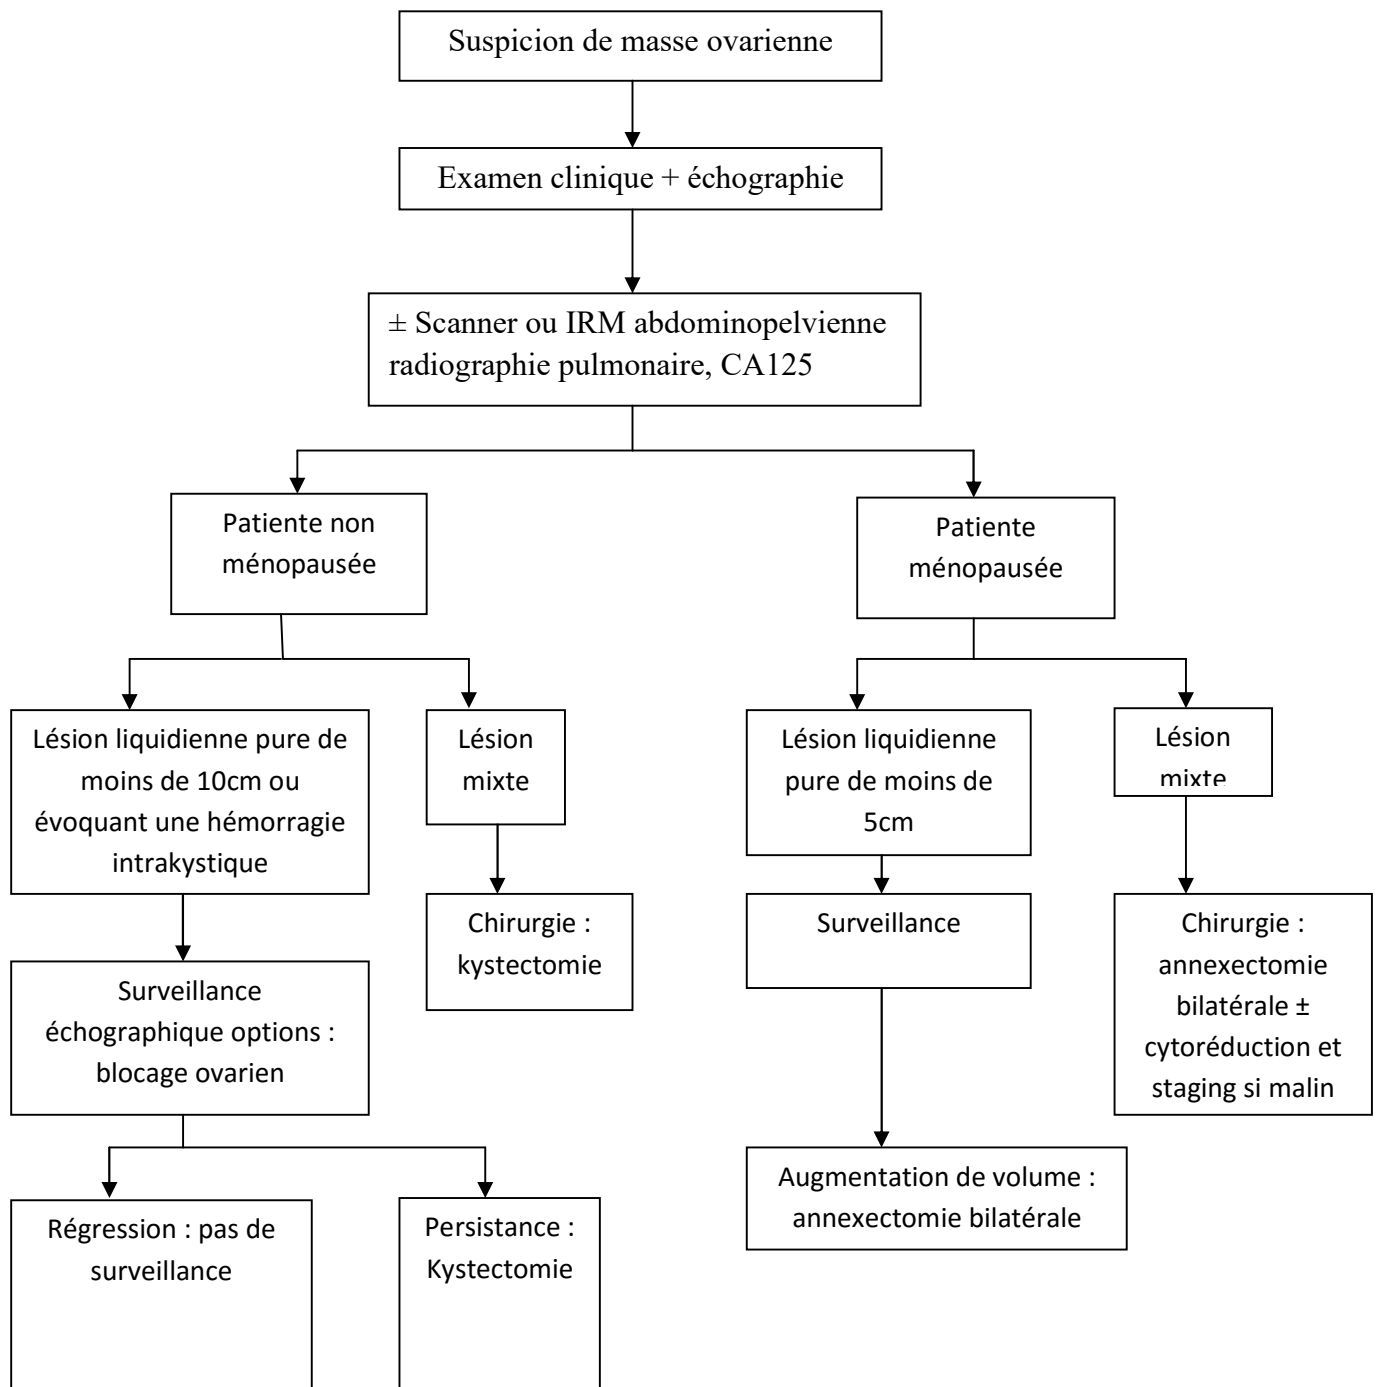 Suspicion de masse ovarienne
Examen clinique + échographie
± Scanner ou IRM abdominopelvienne
radiographie pulmonaire, CA125
Patiente non
ménopausée
Patiente
ménopausée
Lésion liquidienne pure de
moins de 10cm ou
évoquant une hémorragie
intrakystique
Lésion
mixte
Lésion liquidienne
pure de moins de
5cm
Lésion
mixte
Surveillance
échographique options :
blocage ovarien
Chirurgie :
kystectomie
Surveillance
Chirurgie :
annexectomie
bilatérale ±
cytoréduction et
staging si malin
Régression : pas de
surveillance
Persistance :
Kystectomie
Augmentation de volume :
annexectomie bilatérale